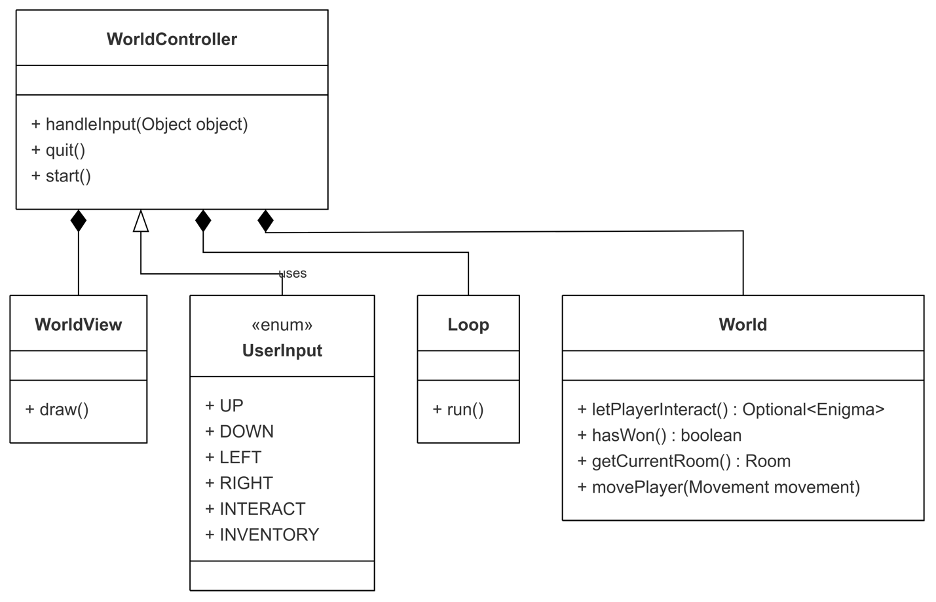 WorldController
+ handleInput(Object object)
+ quit()
+ start()
uses
WorldView
+ draw()
«enum»
UserInput
+ UP
+ DOWN
+ LEFT
+ RIGHT
+ INTERACT
+ INVENTORY
Loop
+ run()
World
+ letPlayerInteract() : Optional<Enigma>
+ hasWon() : boolean
+ getCurrentRoom() : Room
+ movePlayer(Movement movement)